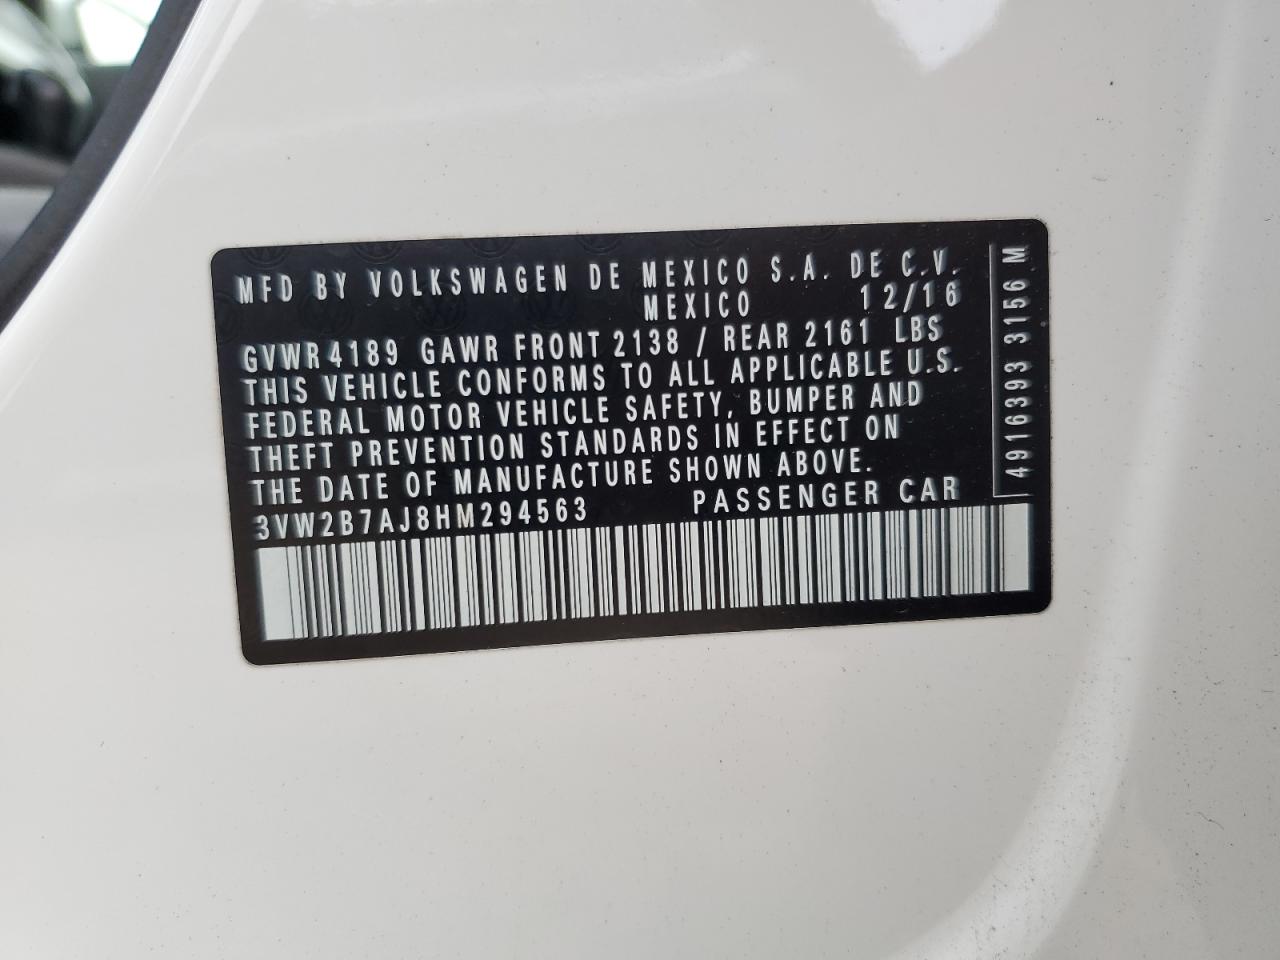 MFD BY VOLKSWAGEN DE MEXICO S.A. DE C.V.
MEXICO 12/16
GVWR 4189 GAWR FRONT 2138 / REAR 2161 LBS
THIS VEHICLE CONFORMS TO ALL APPLICABLE U.S.
FEDERAL MOTOR VEHICLE SAFETY, BUMPER AND
THEFT PREVENTION STANDARDS IN EFFECT ON
THE DATE OF MANUFACTURE SHOWN ABOVE.
3VW2B7AJ8HM294563 PASSENGER CAR
4916393 3156 M